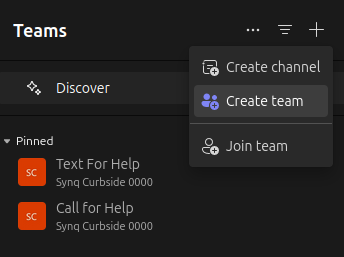 Teams
Create channel
Discover
Create team
Join team
Pinned
SC
Text For Help
Synq Curbside 0000
SC
Call for Help
Synq Curbside 0000